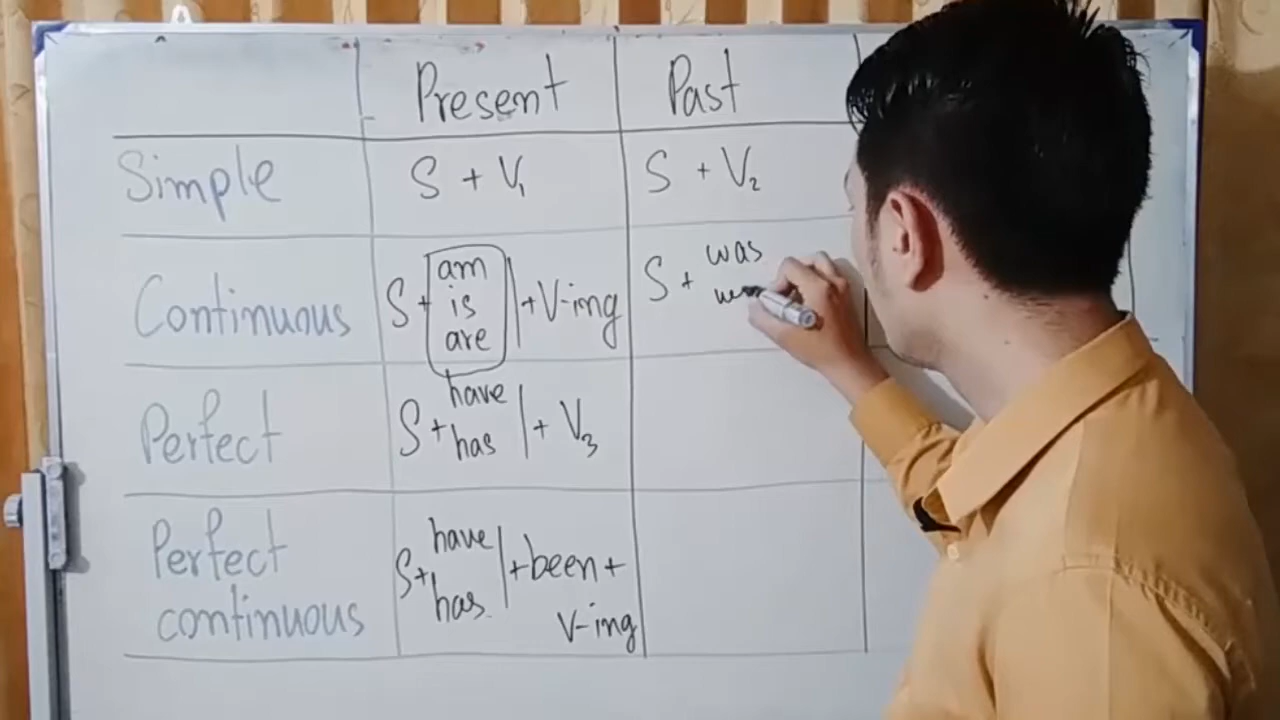 Present Past
Simple S + V1 S + V2
Continuous S + am is are | + V-ing S + was
Perfect S + have has | + V3
Perfect continuous S + have has | + been + V-ing